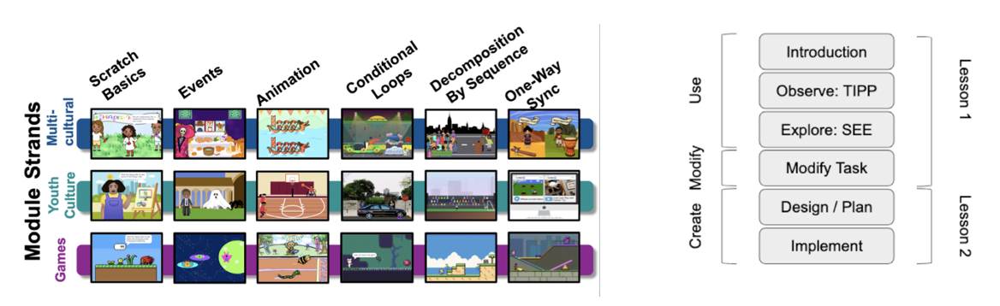 Module Strands
Scratch
Basics
Events
Animation
Conditional
Loops
Decomposition
By Sequence
One-Way
Sync
Multi-
cultural
Youth
Culture
Games
Use
Modify
Create
Introduction
Observe: TIPP
Explore: SEE
Modify Task
Design / Plan
Implement
Lesson 1
Lesson 2